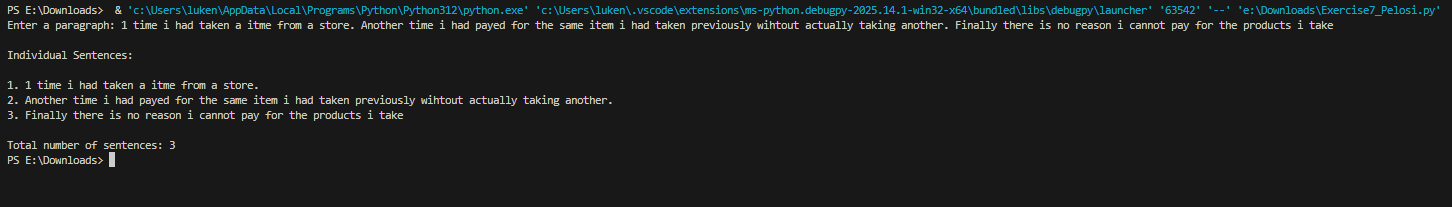 PS E:\Downloads>  & 'c:\Users\luken\AppData\Local\Programs\Python\Python312\python.exe' 'c:\Users\luken\.vscode\extensions\ms-python.debugpy-2025.14.1-win32-x64\bundled\libs\debugpy\launcher' '63542' '--' 'e:\Downloads\Exercise7_Pelosi.py'
Enter a paragraph: 1 time i had taken a itme from a store. Another time i had payed for the same item i had taken previously wihtout actually taking another. Finally there is no reason i cannot pay for the products i take
Individual Sentences:
1. 1 time i had taken a itme from a store.
2. Another time i had payed for the same item i had taken previously wihtout actually taking another.
3. Finally there is no reason i cannot pay for the products i take
Total number of sentences: 3
PS E:\Downloads>